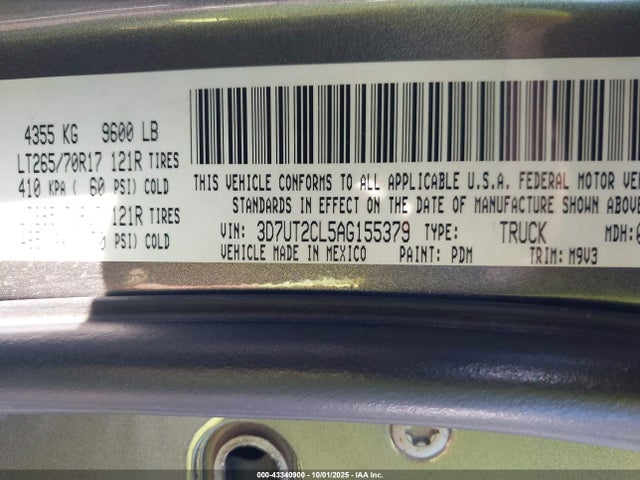 4355 KG 9600 LB
LT265/70R17 121R TIRES
410 KPA ( 60 PSI) COLD
121R TIRES
PSI) COLD
THIS VEHICLE CONFORMS TO ALL APPLICABLE U.S.A. FEDERAL MOTOR
STANDARDS IN EFFECT ON THE DATE OF MANUFACTURE SHOWN ABOVE
VIN: 3D7UT2CL5AG155379 TYPE: TRUCK MDH:
VEHICLE MADE IN MEXICO PAINT: PDM TRIM: M9V3
000-43340900 - 10/01/2025 - IAAI Inc.